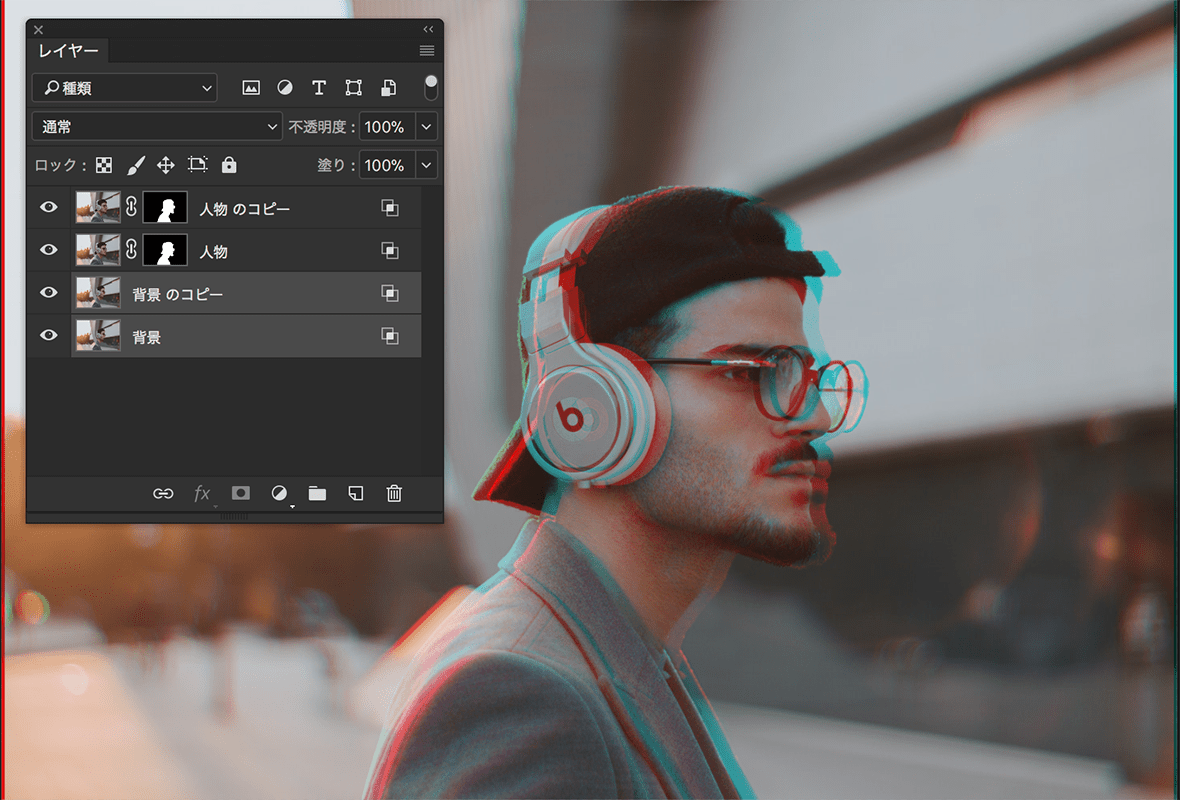 レイヤー
種類
通常 不透明度: 100%
ロック: 塗り: 100%
人物 のコピー
人物
背景 のコピー
背景
fx
b